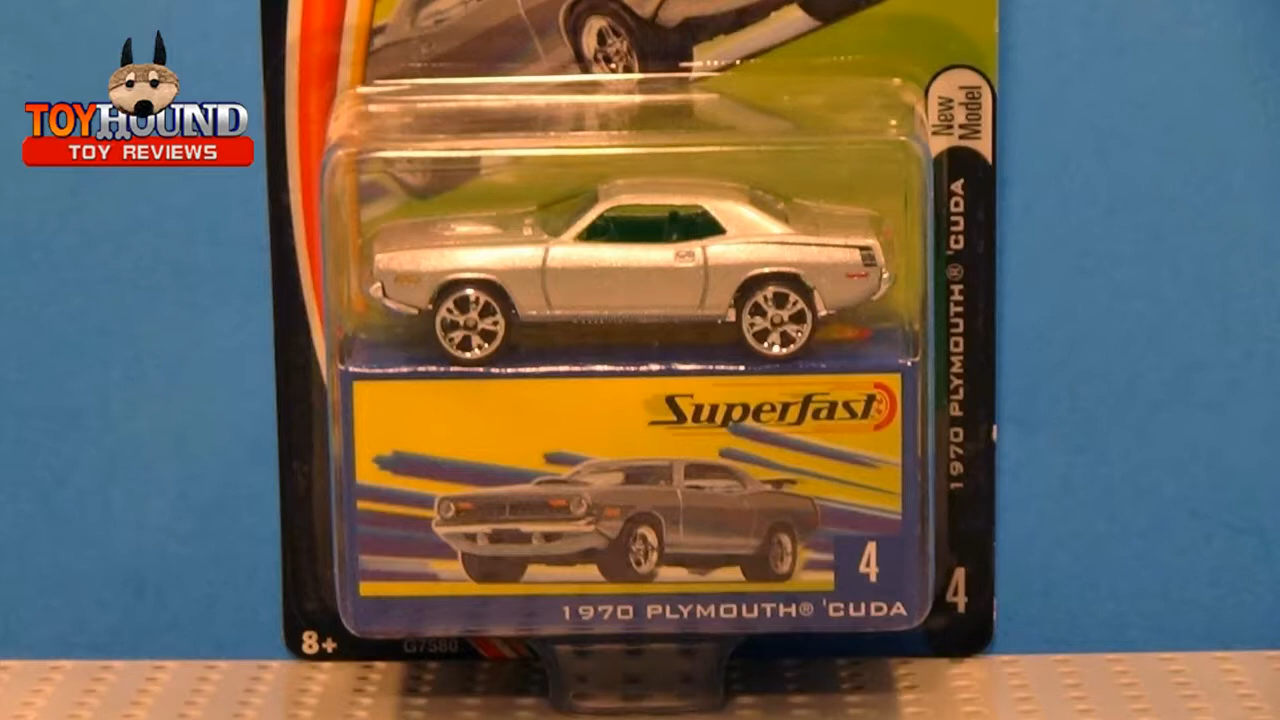 TOYHOUND
TOY REVIEWS
New
Model
1970 PLYMOUTH® 'CUDA
4
Superfast
4
1970 PLYMOUTH® 'CUDA
8+
G7580